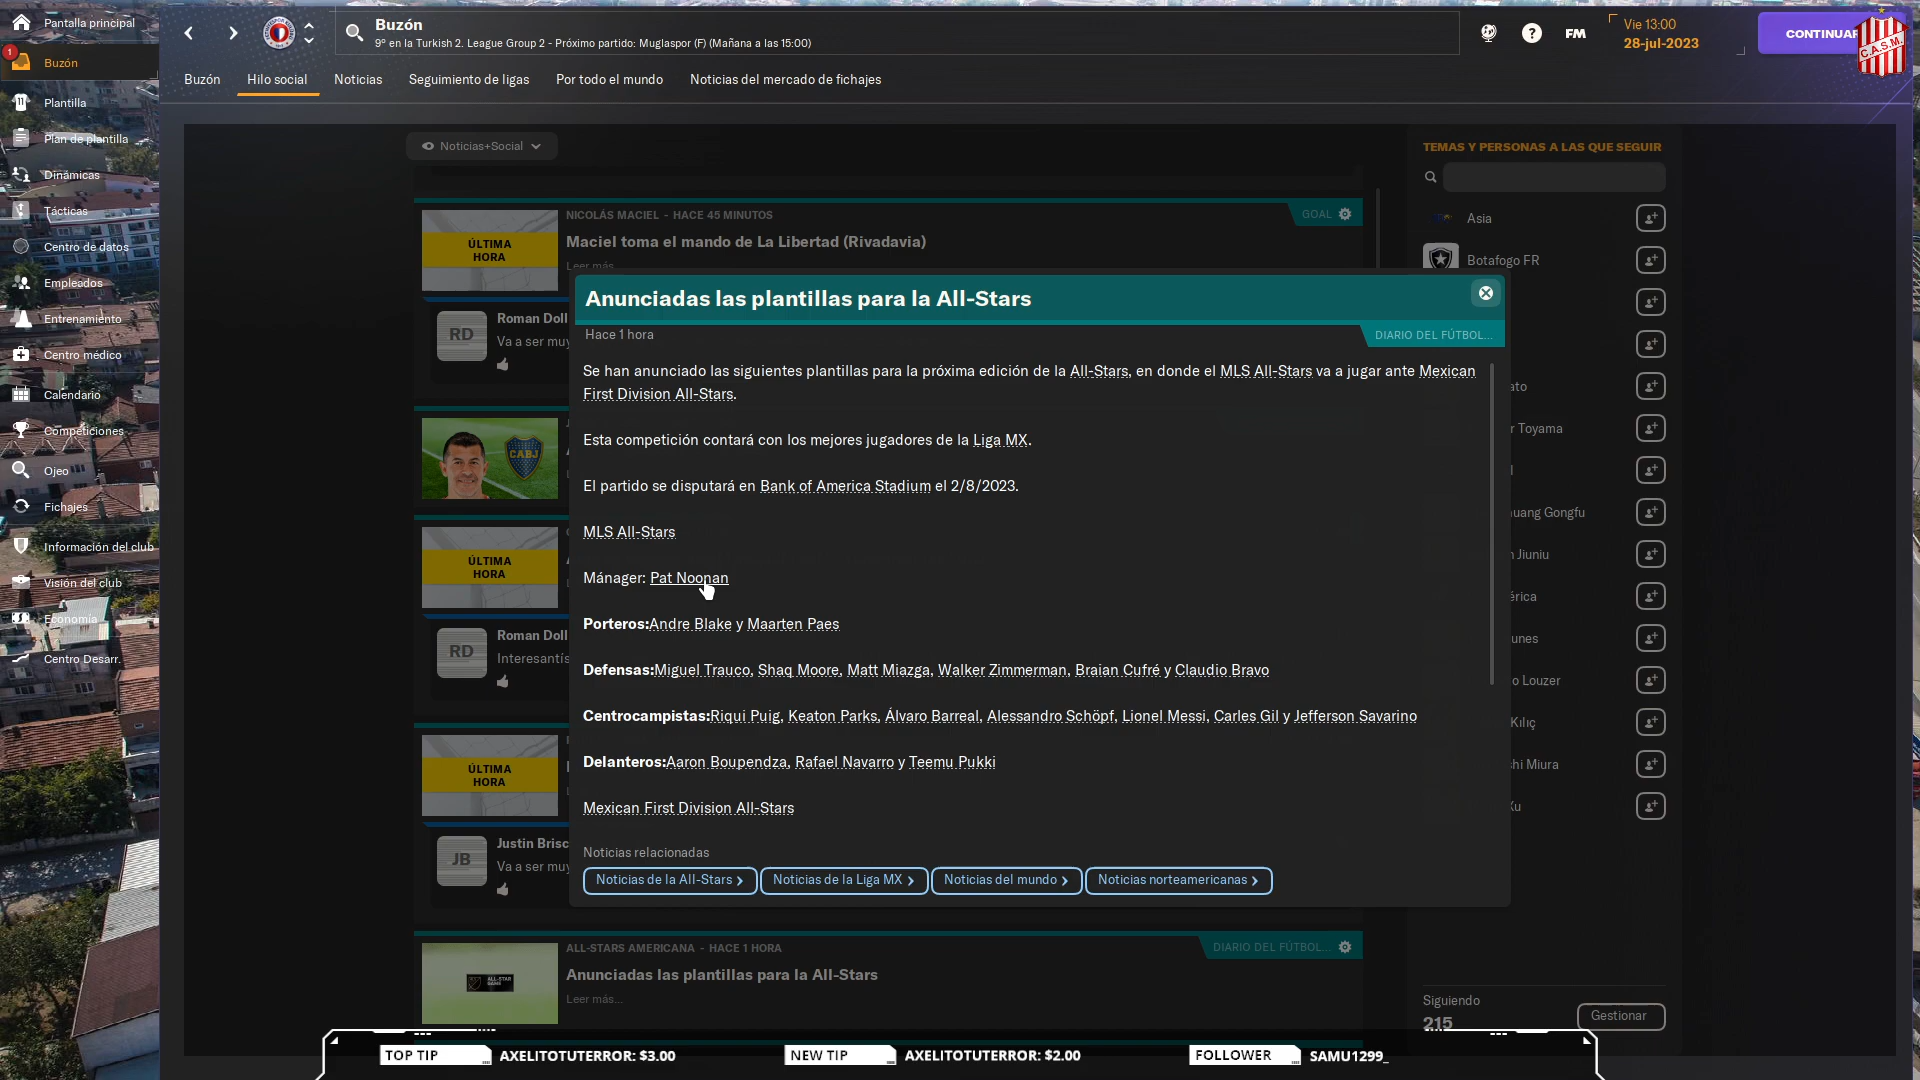 Pantalla principal
1
Buzón
Plantilla
Plan de plantilla
Dinámicas
Tácticas
Centro de datos
Empleados
Entrenamiento
Centro médico
Calendario
Competiciones
Ojeo
Fichajes
Información del club
Visión del club
Economía
Centro Desarr.
Buzón
9º en la Turkish 2. League Group 2 - Próximo partido: Muglaspor (F) (Mañana a las 15:00)
FM
Vie 13:00
28-jul-2023
CONTINUAR
C.A.S.M.
Buzón
Hilo social
Noticias
Seguimiento de ligas
Por todo el mundo
Noticias del mercado de fichajes
Noticias+Social
NICOLÁS MACIEL - HACE 45 MINUTOS
GOAL
Maciel toma el mando de La Libertad (Rivadavia)
Leer más...
ÚLTIMA
HORA
RD
Roman Doll
Va a ser muy
CABJ
ÚLTIMA
HORA
RD
Roman Doll
ÚLTIMA
HORA
JB
Justin Brisc
Va a ser muy
Anunciadas las plantillas para la All-Stars
Hace 1 hora
DIARIO DEL FÚTBOL...
Se han anunciado las siguientes plantillas para la próxima edición de la All-Stars, en donde el MLS All-Stars va a jugar ante Mexican
First Division All-Stars.
Esta competición contará con los mejores jugadores de la Liga MX.
El partido se disputará en Bank of America Stadium el 2/8/2023.
MLS All-Stars
Mánager: Pat Noonan
Porteros:Andre Blake y Maarten Paes
Defensas:Miguel Trauco, Shaq Moore, Matt Miazga, Walker Zimmerman, Braian Cufré y Claudio Bravo
Centrocampistas:Riqui Puig, Keaton Parks, Álvaro Barreal, Alessandro Schöpf, Lionel Messi, Carles Gil y Jefferson Savarino
Delanteros:Aaron Boupendza, Rafael Navarro y Teemu Pukki
Mexican First Division All-Stars
Noticias relacionadas
Noticias de la All-Stars
Noticias de la Liga MX
Noticias del mundo
Noticias norteamericanas
ALL-STARS AMERICANA - HACE 1 HORA
DIARIO DEL FÚTBOL...
Anunciadas las plantillas para la All-Stars
Leer más...
TEMAS Y PERSONAS A LAS QUE SEGUIR
Asia
Botafogo FR
Toyama
Gongfu
Jiuniu
Louzer
Kılıç
Miura
Siguiendo
215
Gestionar
TOP TIP
AXELITOTUTERROR: $3.00
NEW TIP
AXELITOTUTERROR: $2.00
FOLLOWER
SAMU1299_